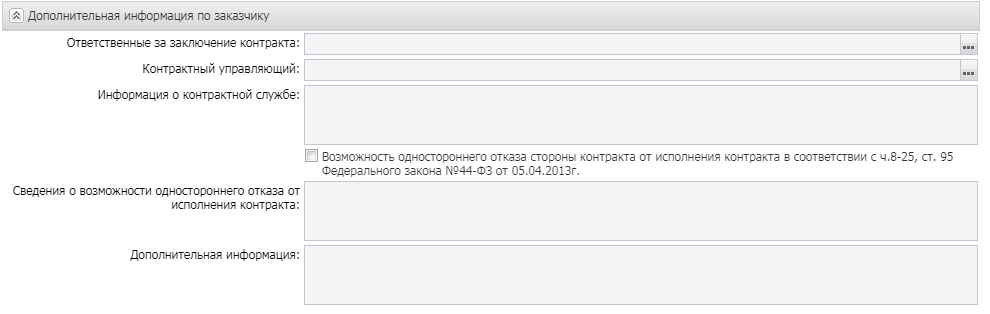 Дополнительная информация по заказчику
Ответственные за заключение контракта:
Контрактный управляющий:
Информация о контрактной службе:
Возможность одностороннего отказа стороны контракта от исполнения контракта в соответствии с ч.8-25, ст. 95
Федерального закона №44-ФЗ от 05.04.2013г.
Сведения о возможности одностороннего отказа от
исполнения контракта:
Дополнительная информация: